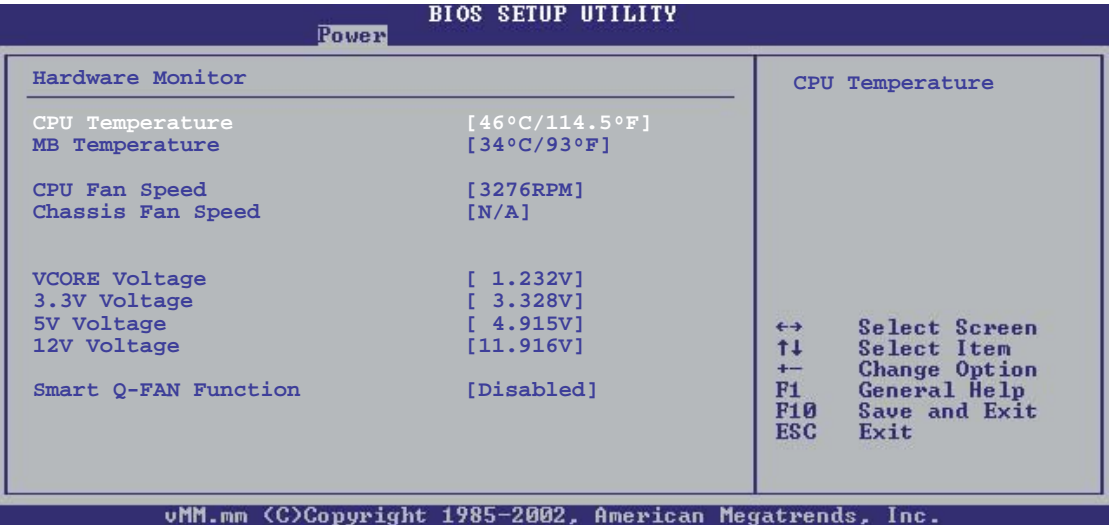 BIOS SETUP UTILITY
Power
Hardware Monitor
CPU Temperature [46ºC/114.5ºF]
MB Temperature [34ºC/93ºF]
CPU Fan Speed [3276RPM]
Chassis Fan Speed [N/A]
VCORE Voltage [ 1.232V]
3.3V Voltage [ 3.328V]
5V Voltage [ 4.915V]
12V Voltage [11.916V]
Smart Q-FAN Function [Disabled]
CPU Temperature
←→ Select Screen
↑↓ Select Item
+- Change Option
F1 General Help
F10 Save and Exit
ESC Exit
vMM.mm (C)Copyright 1985-2002, American Megatrends, Inc.